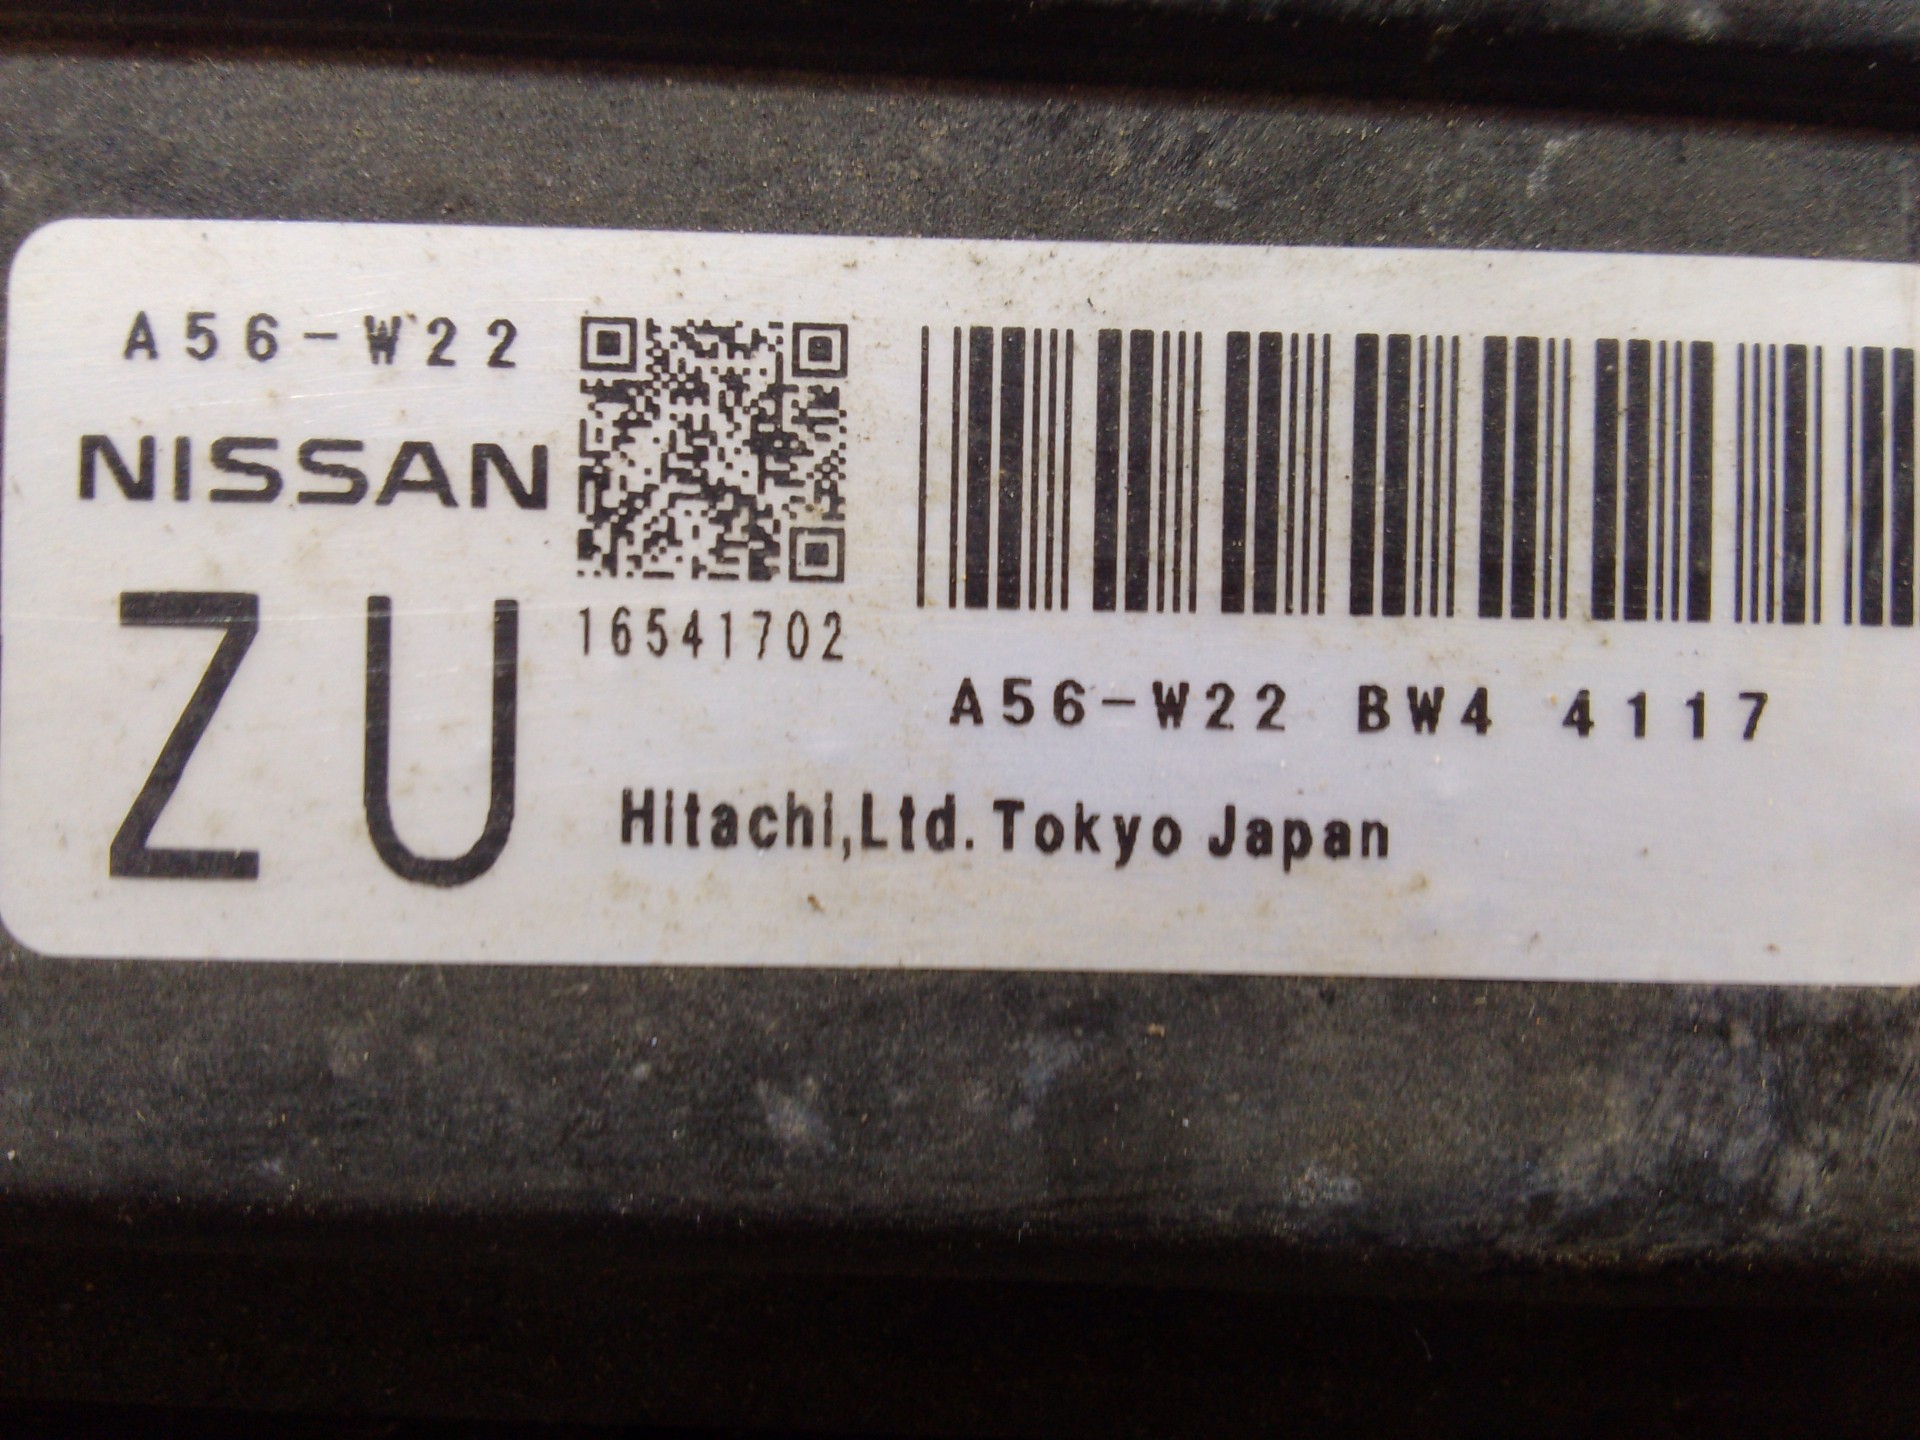 A56-W22
NISSAN
ZU
16541702
A56-W22 BW4 4117
Hitachi,Ltd. Tokyo Japan